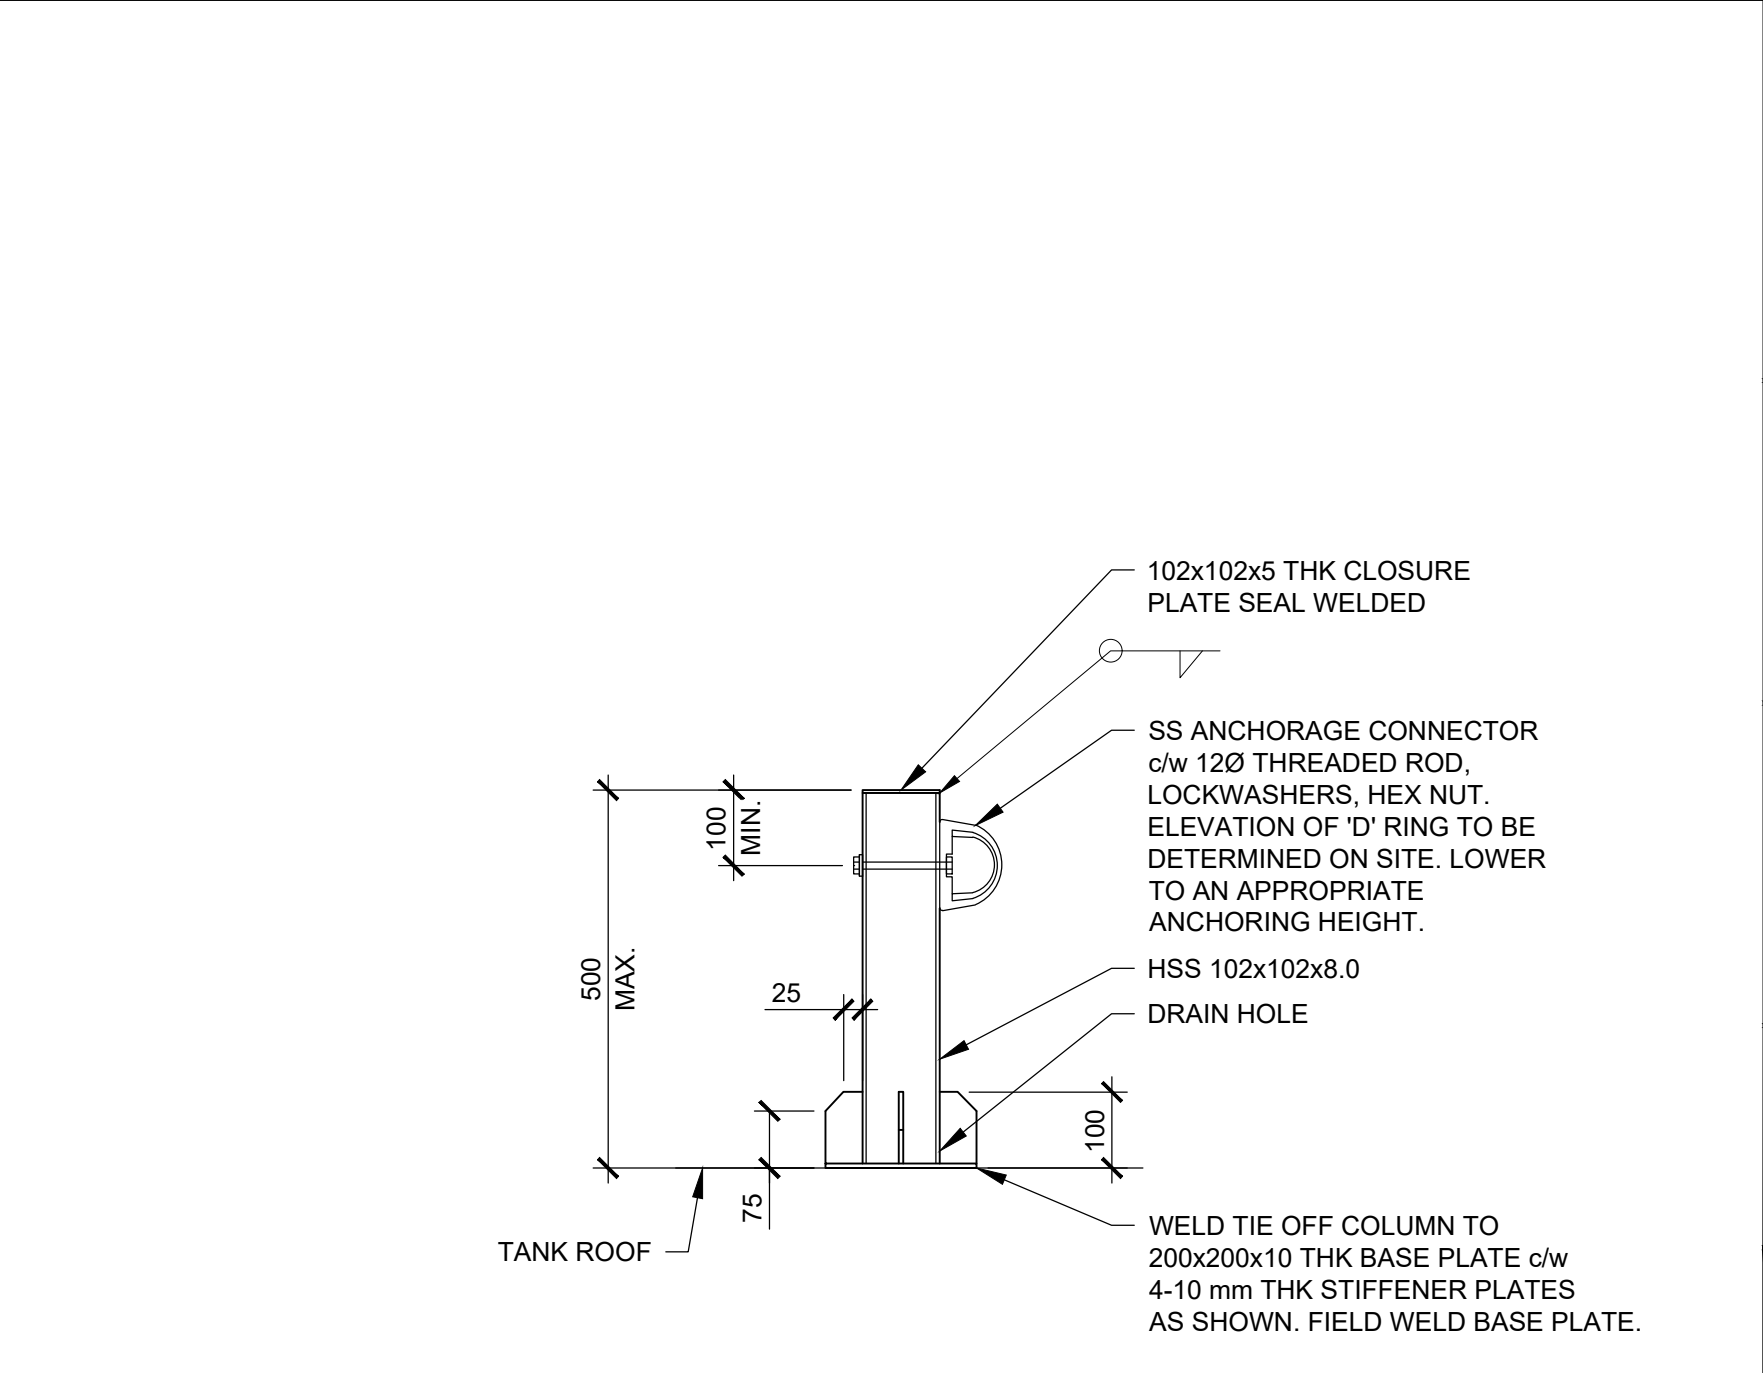 102x102x5 THK CLOSURE
PLATE SEAL WELDED
SS ANCHORAGE CONNECTOR
c/w 12Ø THREADED ROD,
LOCKWASHERS, HEX NUT.
ELEVATION OF 'D' RING TO BE
DETERMINED ON SITE. LOWER
TO AN APPROPRIATE
ANCHORING HEIGHT.
100
MIN.
500
MAX.
HSS 102x102x8.0
25
DRAIN HOLE
100
75
TANK ROOF
WELD TIE OFF COLUMN TO
200x200x10 THK BASE PLATE c/w
4-10 mm THK STIFFENER PLATES
AS SHOWN. FIELD WELD BASE PLATE.